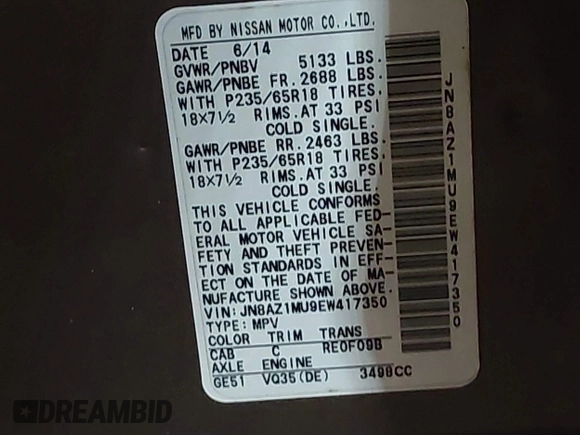 MFD BY NISSAN MOTOR CO.,LTD.
DATE 6/14
GVWR/PNBV 5133 LBS.
GAWR/PNBE FR. 2688 LBS.
WITH P235/65R18 TIRES,
18X7½ RIMS.AT 33 PSI
COLD SINGLE.
GAWR/PNBE RR. 2463 LBS.
WITH P235/65R18 TIRES,
18X7½ RIMS.AT 33 PSI
COLD SINGLE.
THIS VEHICLE CONFORMS
TO ALL APPLICABLE FED-
ERAL MOTOR VEHICLE SA-
FETY AND THEFT PREVEN-
TION STANDARDS IN EFF-
ECT ON THE DATE OF MA-
NUFACTURE SHOWN ABOVE.
VIN:JN8AZ1MU9EW417350
TYPE:MPV
COLOR TRIM TRANS
CAB C RE0F09B
AXLE ENGINE
GE51 VQ35(DE) 3498CC
JN8AZ1MU9EW417350
DREAMBID